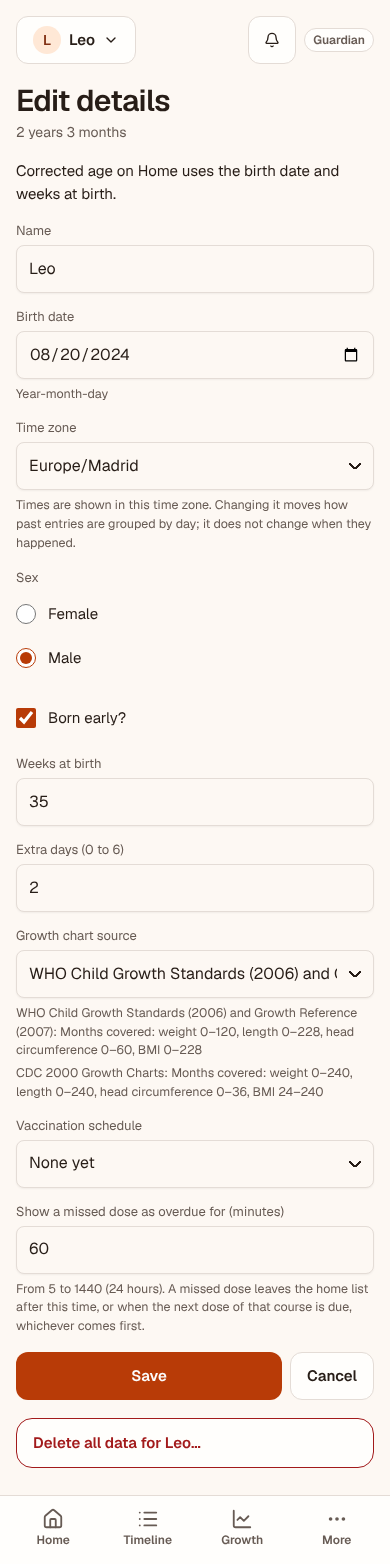 L Leo
Guardian
Edit details
2 years 3 months
Corrected age on Home uses the birth date and
weeks at birth.
Name
Leo
Birth date
08/20/2024
Year-month-day
Time zone
Europe/Madrid
Times are shown in this time zone. Changing it moves how
past entries are grouped by day; it does not change when they
happened.
Sex
Female
Male
Born early?
Weeks at birth
35
Extra days (0 to 6)
2
Growth chart source
WHO Child Growth Standards (2006) and
WHO Child Growth Standards (2006) and Growth Reference
(2007): Months covered: weight 0–120, length 0–228, head
circumference 0–60, BMI 0–228
CDC 2000 Growth Charts: Months covered: weight 0–240,
length 0–240, head circumference 0–36, BMI 24–240
Vaccination schedule
None yet
Show a missed dose as overdue for (minutes)
60
From 5 to 1440 (24 hours). A missed dose leaves the home list
after this time, or when the next dose of that course is due,
whichever comes first.
Save
Cancel
Delete all data for Leo...
Home
Timeline
Growth
More